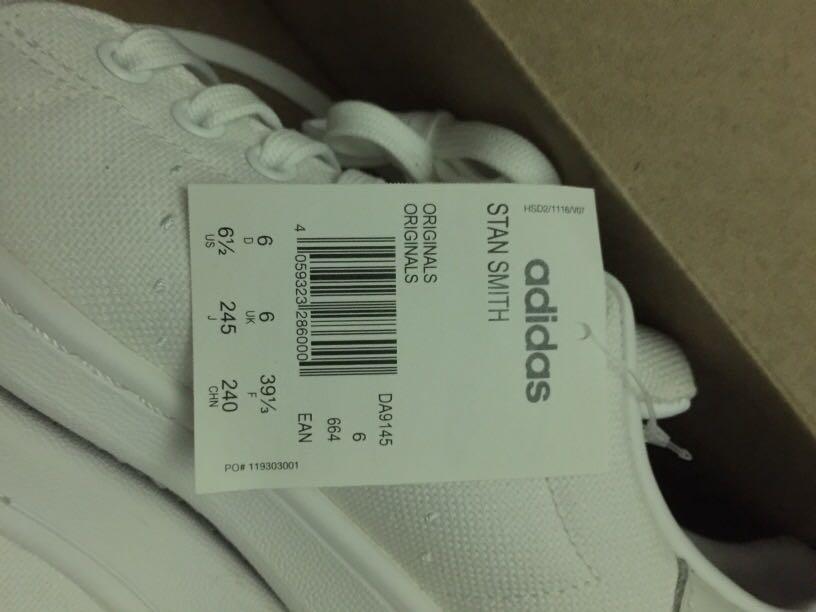 HSD2/1116/V07
adidas
STAN SMITH
ORIGINALS
ORIGINALS
DA9145
6
664
EAN
4 059323 286000
6 6 39⅓
D UK F
6½ 245 240
US J CHN
PO# 119303001